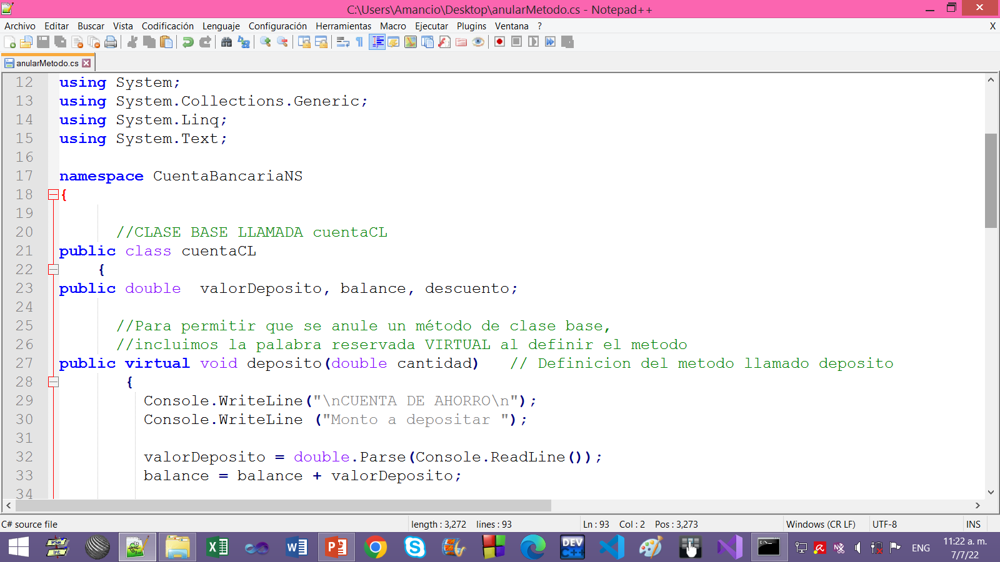 C:\Users\Amancio\Desktop\anularMetodo.cs - Notepad++
Archivo Editar Buscar Vista Codificación Lenguaje Configuración Herramientas Macro Ejecutar Plugins Ventana ? X
anularMetodo.cs
12 using System;
13 using System.Collections.Generic;
14 using System.Linq;
15 using System.Text;
16
17 namespace CuentaBancariaNS
18 {
19
20 //CLASE BASE LLAMADA cuentaCL
21 public class cuentaCL
22 {
23 public double  valorDeposito, balance, descuento;
24
25 //Para permitir que se anule un método de clase base,
26 //incluimos la palabra reservada VIRTUAL al definir el metodo
27 public virtual void deposito(double cantidad)   // Definicion del metodo llamado deposito
28 {
29 Console.WriteLine("\nCUENTA DE AHORRO\n");
30 Console.WriteLine ("Monto a depositar ");
31
32 valorDeposito = double.Parse(Console.ReadLine());
33 balance = balance + valorDeposito;
34
C# source file length : 3,272 lines : 93 Ln : 93 Col : 2 Pos : 3,273 Windows (CR LF) UTF-8 INS
PSe Int
DEV C++
ENG
11:22 a. m.
7/7/22